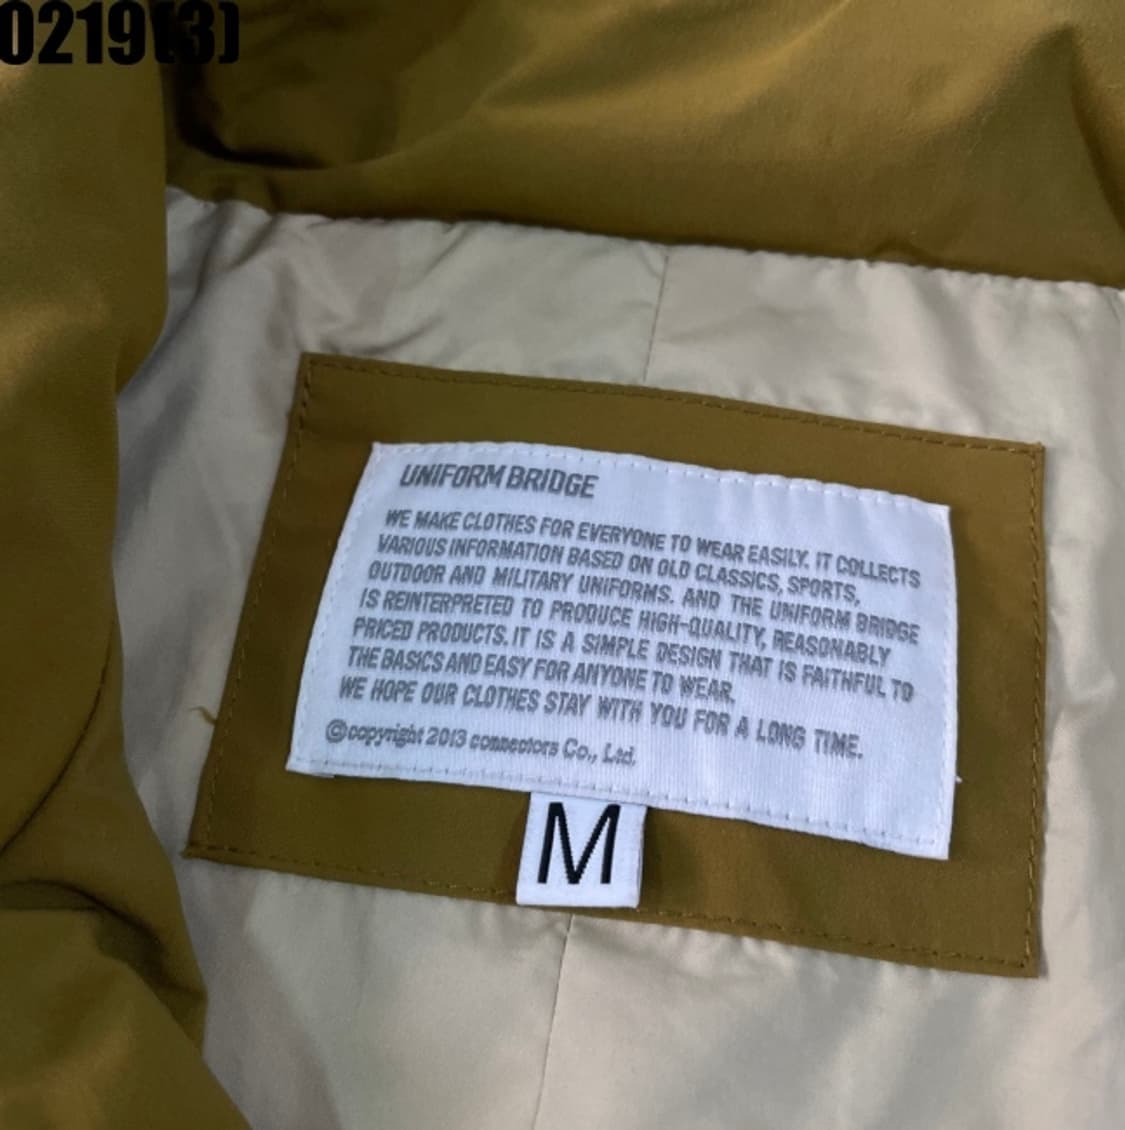 0219(3)
UNIFORM BRIDGE
WE MAKE CLOTHES FOR EVERYONE TO WEAR EASILY. IT COLLECTS
VARIOUS INFORMATION BASED ON OLD CLASSICS, SPORTS,
OUTDOOR AND MILITARY UNIFORMS. AND THE UNIFORM BRIDGE
IS REINTERPRETED TO PRODUCE HIGH-QUALITY, REASONABLY
PRICED PRODUCTS. IT IS A SIMPLE DESIGN THAT IS FAITHFUL TO
THE BASICS AND EASY FOR ANYONE TO WEAR.
WE HOPE OUR CLOTHES STAY WITH YOU FOR A LONG TIME.
©copyright 2013 connectors Co., Ltd.
M